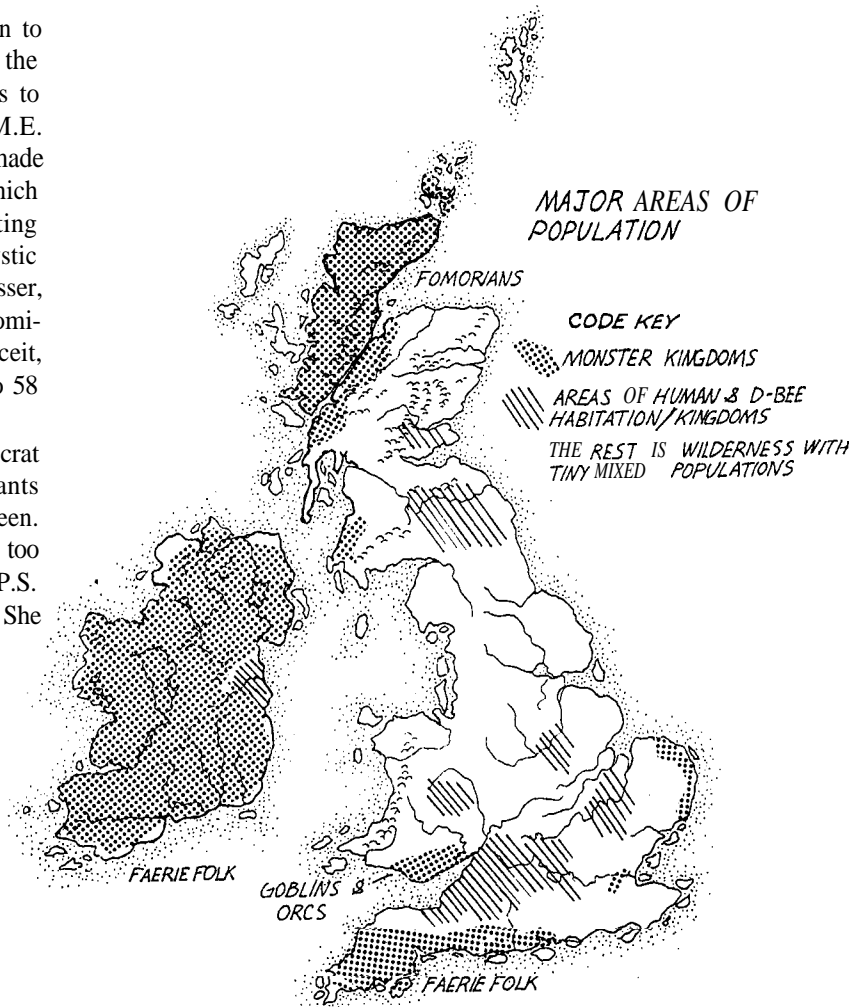 n to
the
s to
M.E.
nade
hich
ting
stic
sser,
omi-
ceit,
o 58
crat
ants
een.
too
P.S.
She
MAJOR AREAS OF
POPULATION
FOMORIANS
CODE KEY
MONSTER KINGDOMS
AREAS OF HUMAN & D-BEE
HABITATION/KINGDOMS
THE REST IS WILDERNESS WITH
TINY MIXED POPULATIONS
FAERIE FOLK
GOBLINS &
ORCS
FAERIE FOLK